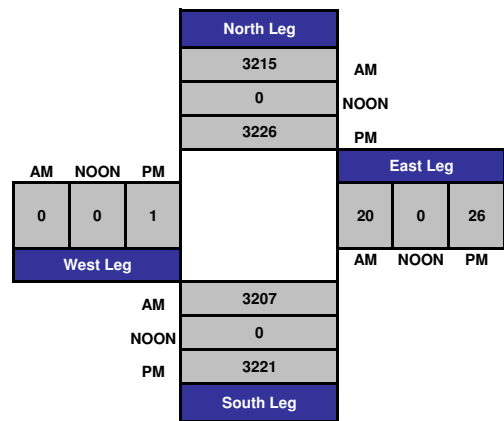 North Leg
3215 AM
0 NOON
3226 PM
AM NOON PM East Leg
0 0 1 20 0 26
West Leg AM NOON PM
AM 3207
NOON 0
PM 3221
South Leg